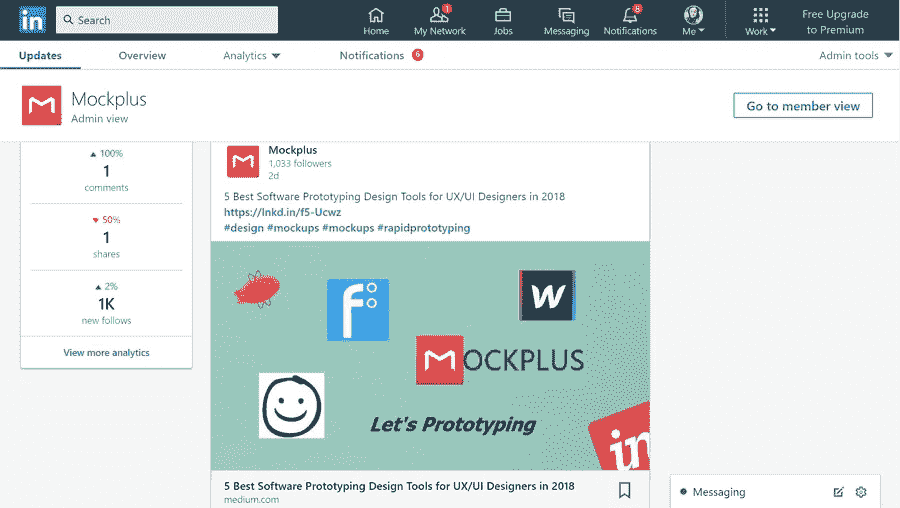 in
Search
Home
1
My Network
Jobs
Messaging
8
Notifications
Me
Work
Free Upgrade
to Premium
Updates
Overview
Analytics
Notifications 6
Admin tools
Mockplus
Admin view
Go to member view
100%
1
comments
50%
1
shares
2%
1K
new follows
View more analytics
Mockplus
1,033 followers
2d
5 Best Software Prototyping Design Tools for UX/UI Designers in 2018
https://lnkd.in/f5-Ucwz
#design #mockups #mockups #rapidprototyping
W
MOCKPLUS
Let's Prototyping
in
5 Best Software Prototyping Design Tools for UX/UI Designers in 2018
medium.com
Messaging